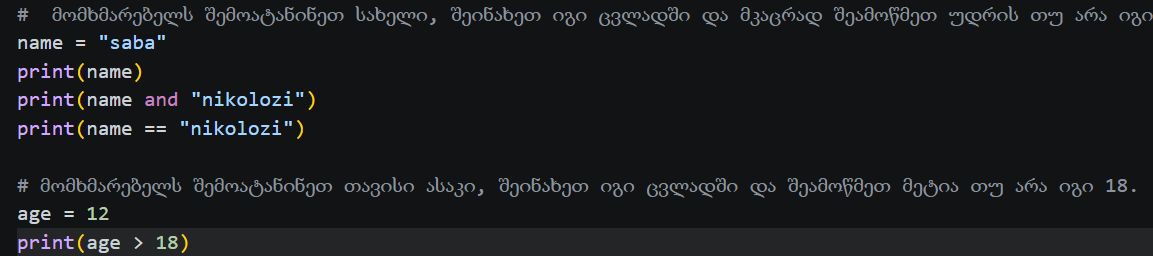 #  მომხმარებელს შემოატანინეთ სახელი, შეინახეთ იგი ცვლადში და მკაცრად შეამოწმეთ უდრის თუ არა იგი
name = "saba"
print(name)
print(name and "nikolozi")
print(name == "nikolozi")
# მომხმარებელს შემოატანინეთ თავისი ასაკი, შეინახეთ იგი ცვლადში და შეამოწმეთ მეტია თუ არა იგი 18.
age = 12
print(age > 18)